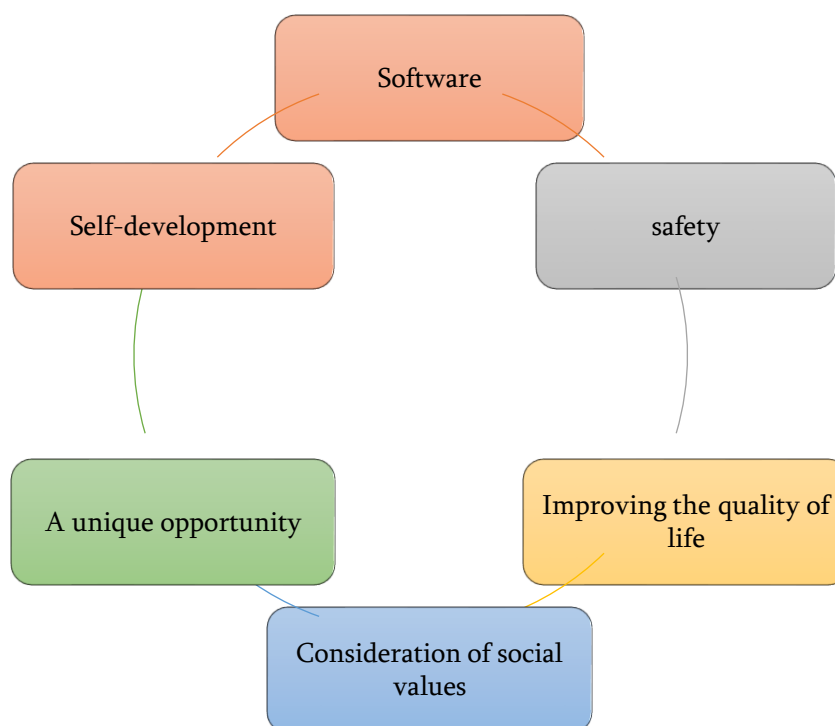 Software
Self-development
safety
A unique opportunity
Improving the quality of
life
Consideration of social
values